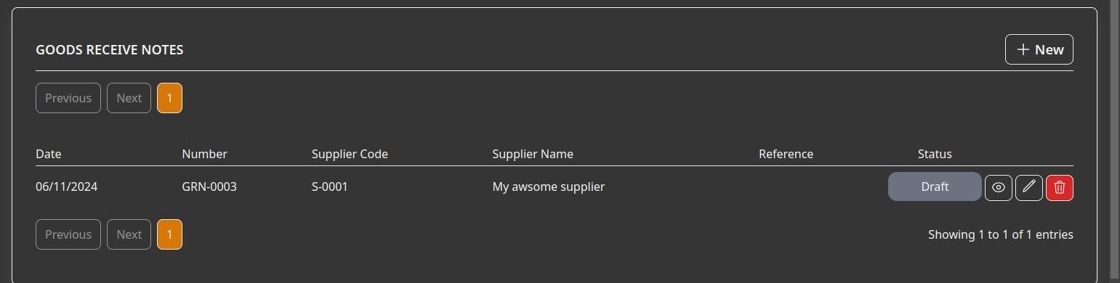 GOODS RECEIVE NOTES
+ New
Previous Next 1
Date Number Supplier Code Supplier Name Reference Status
06/11/2024 GRN-0003 S-0001 My awsome supplier Draft
Previous Next 1 Showing 1 to 1 of 1 entries